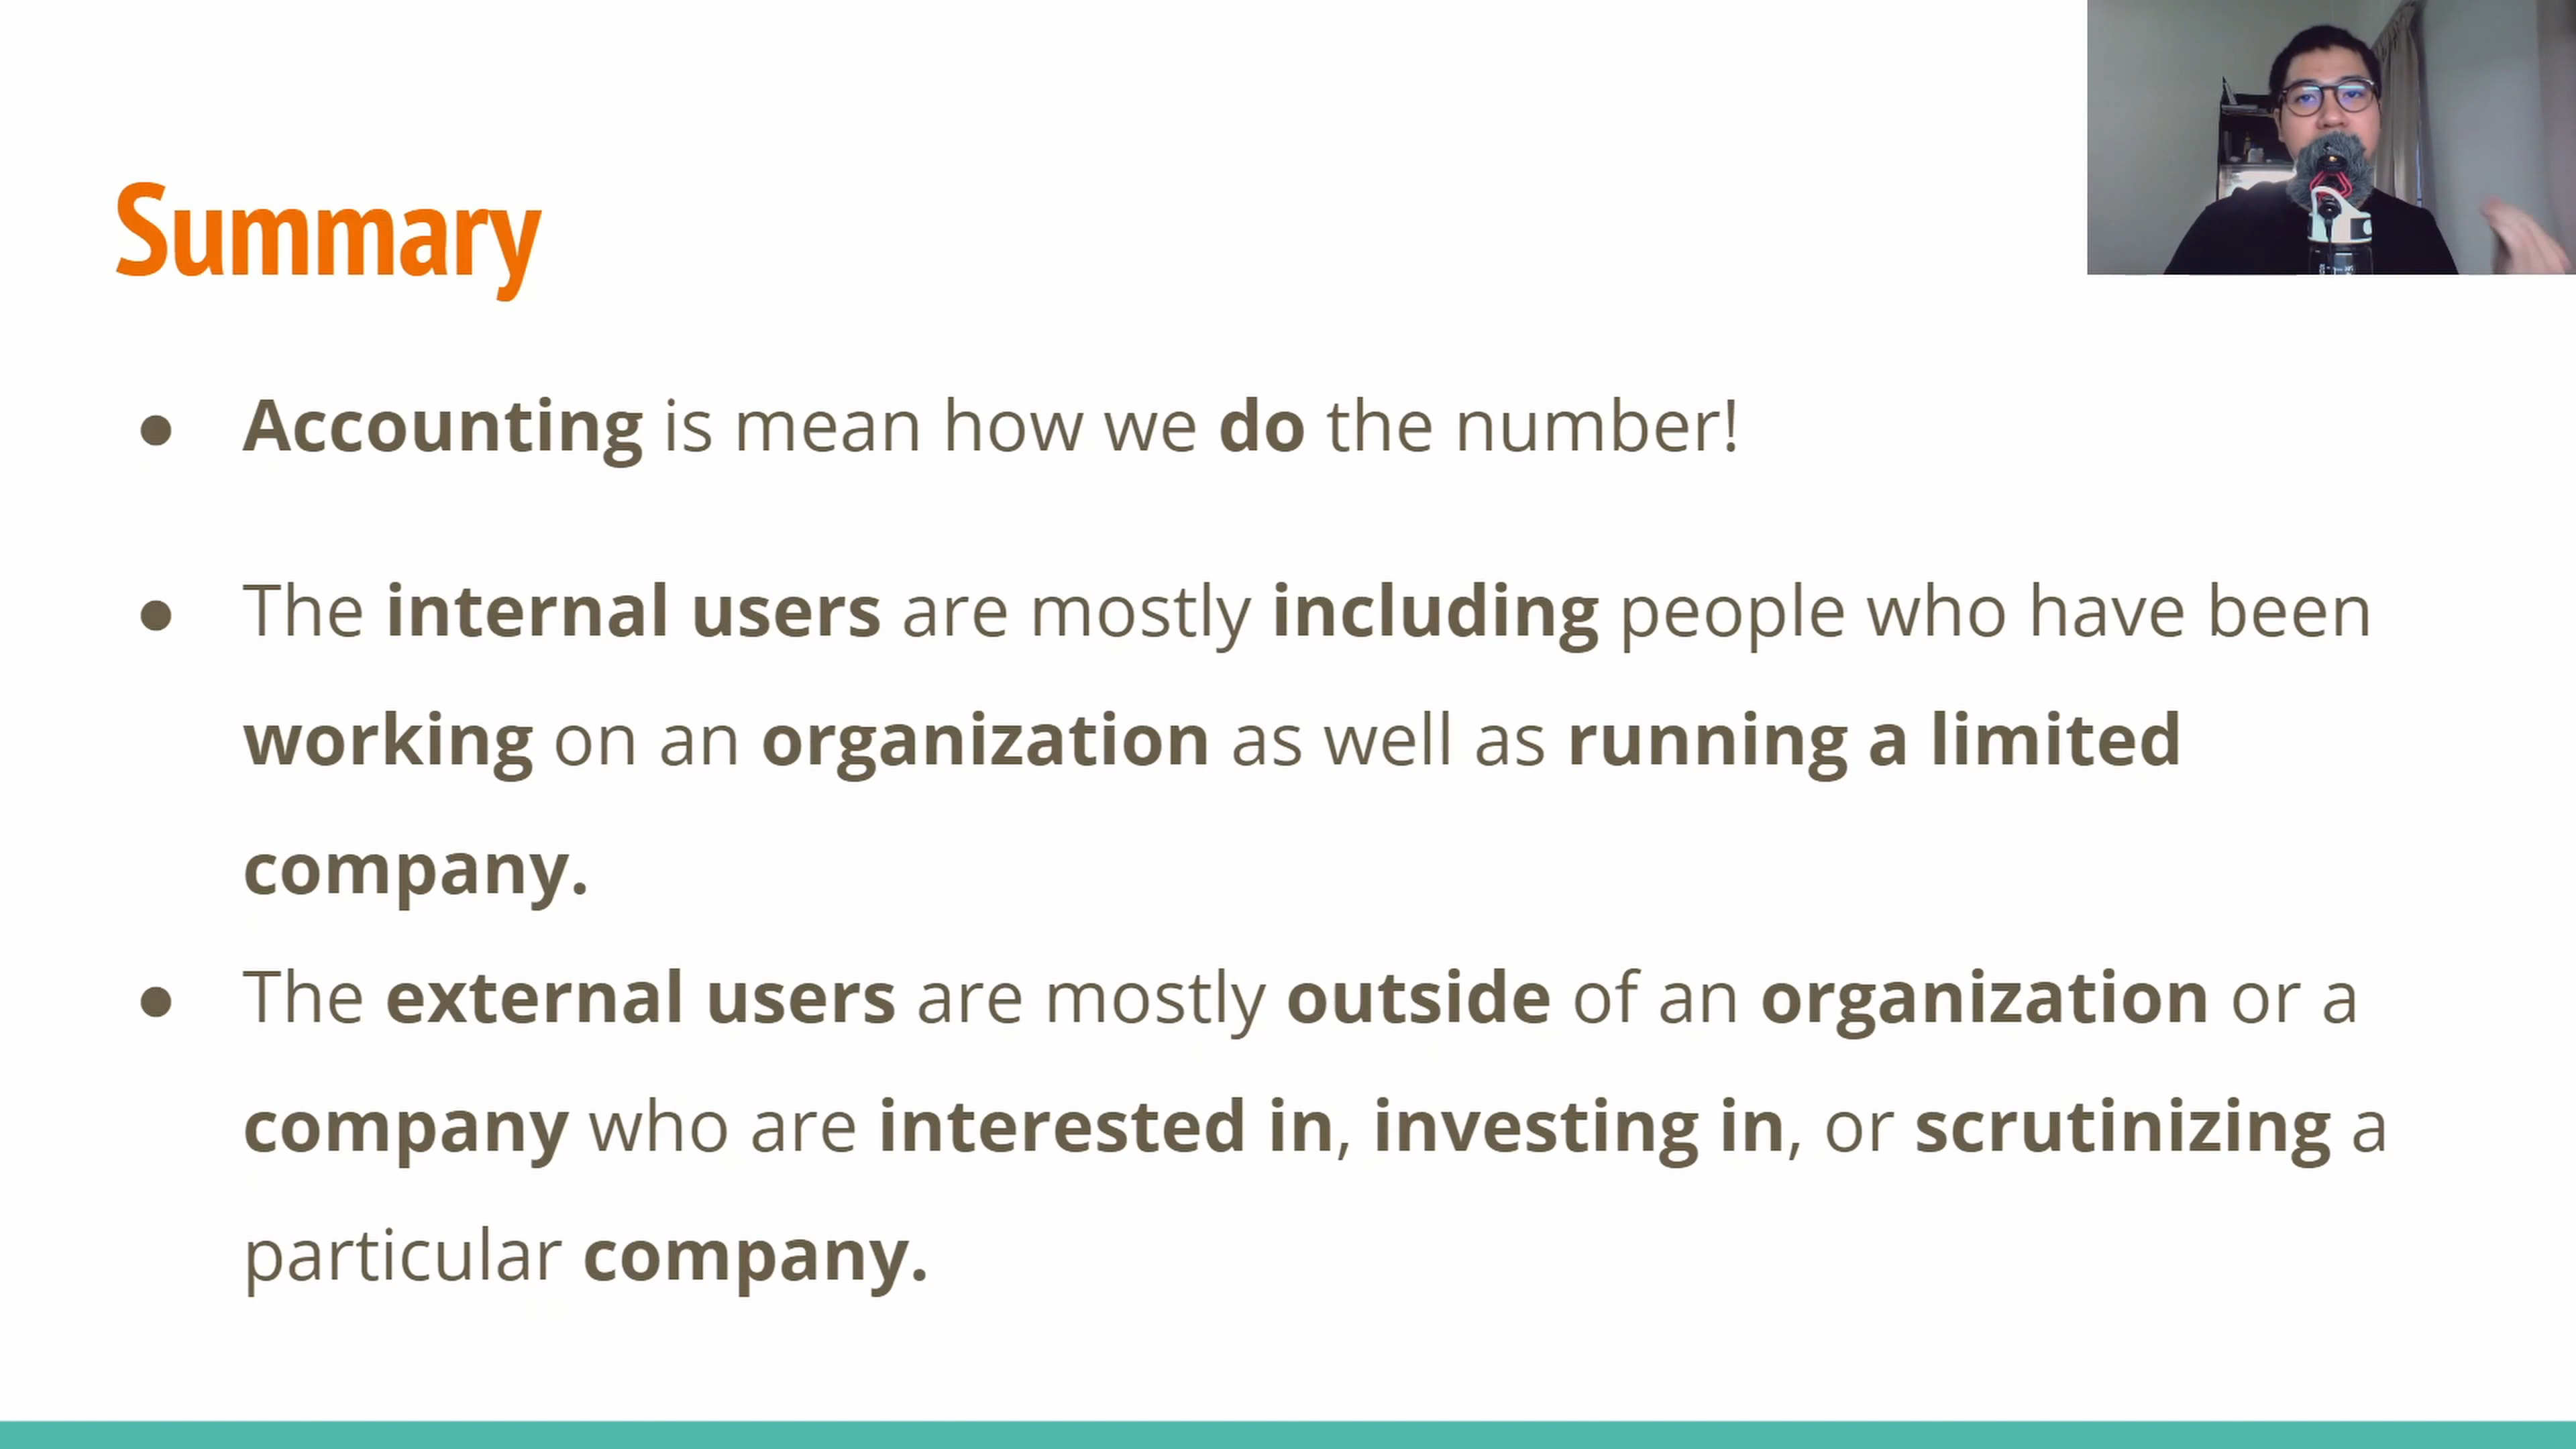 Summary
● Accounting is mean how we do the number!
● The internal users are mostly including people who have been
working on an organization as well as running a limited
company.
● The external users are mostly outside of an organization or a
company who are interested in, investing in, or scrutinizing a
particular company.